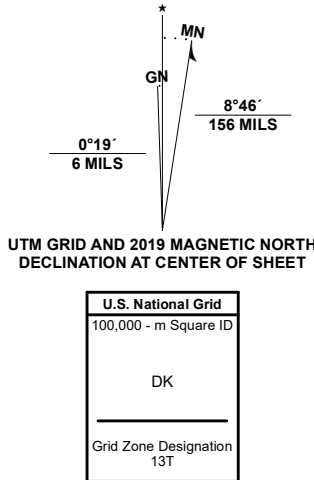 ★
MN
GN
8°46´
156 MILS
0°19´
6 MILS
UTM GRID AND 2019 MAGNETIC NORTH
DECLINATION AT CENTER OF SHEET
U.S. National Grid
100,000 - m Square ID
DK
Grid Zone Designation
13T